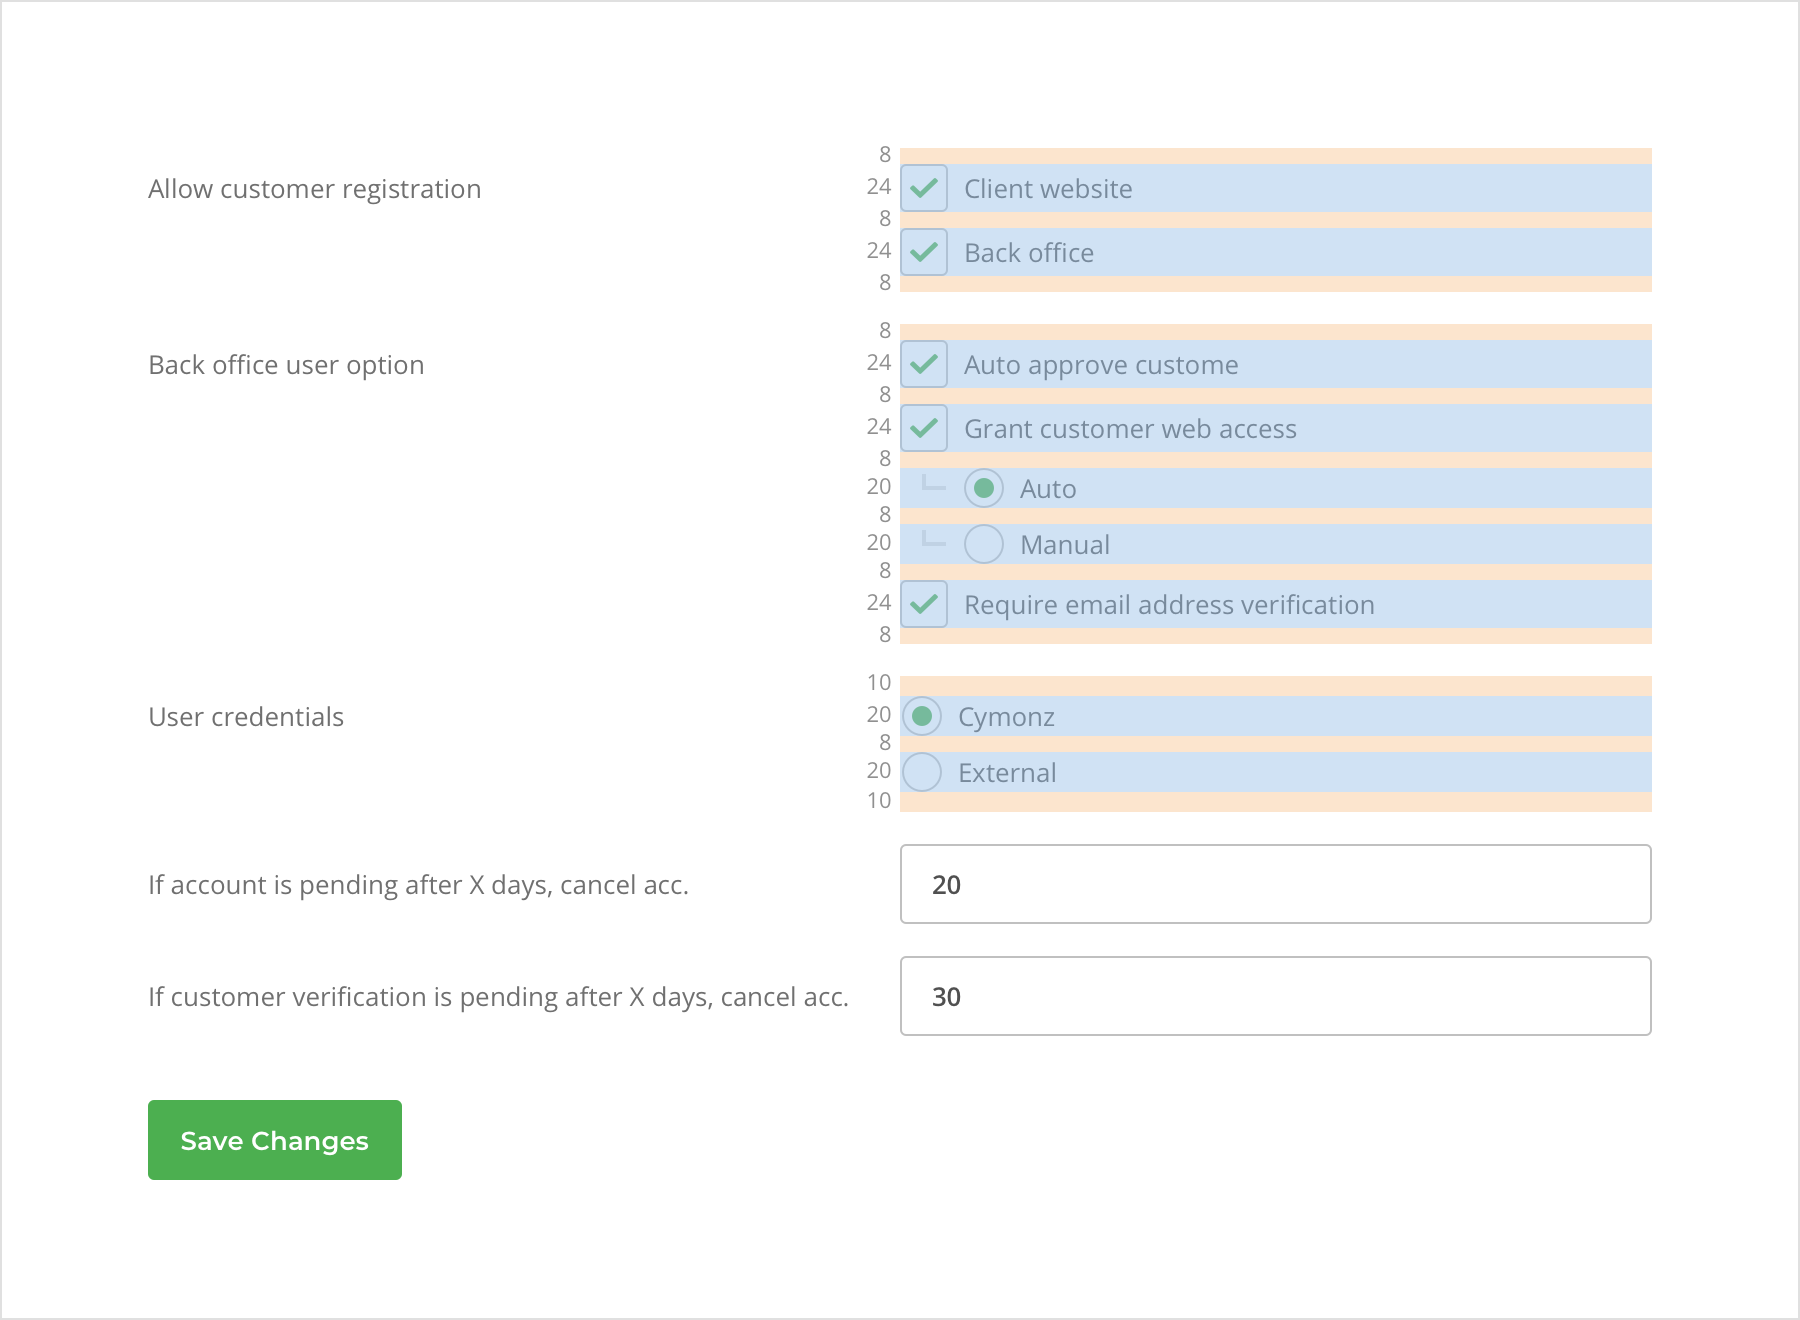 8
Allow customer registration 24 Client website
8
24 Back office
8
8
Back office user option 24 Auto approve custome
8
24 Grant customer web access
8
20 Auto
8
20 Manual
8
24 Require email address verification
8
10
User credentials 20 Cymonz
8
20 External
10
If account is pending after X days, cancel acc. 20
If customer verification is pending after X days, cancel acc. 30
Save Changes